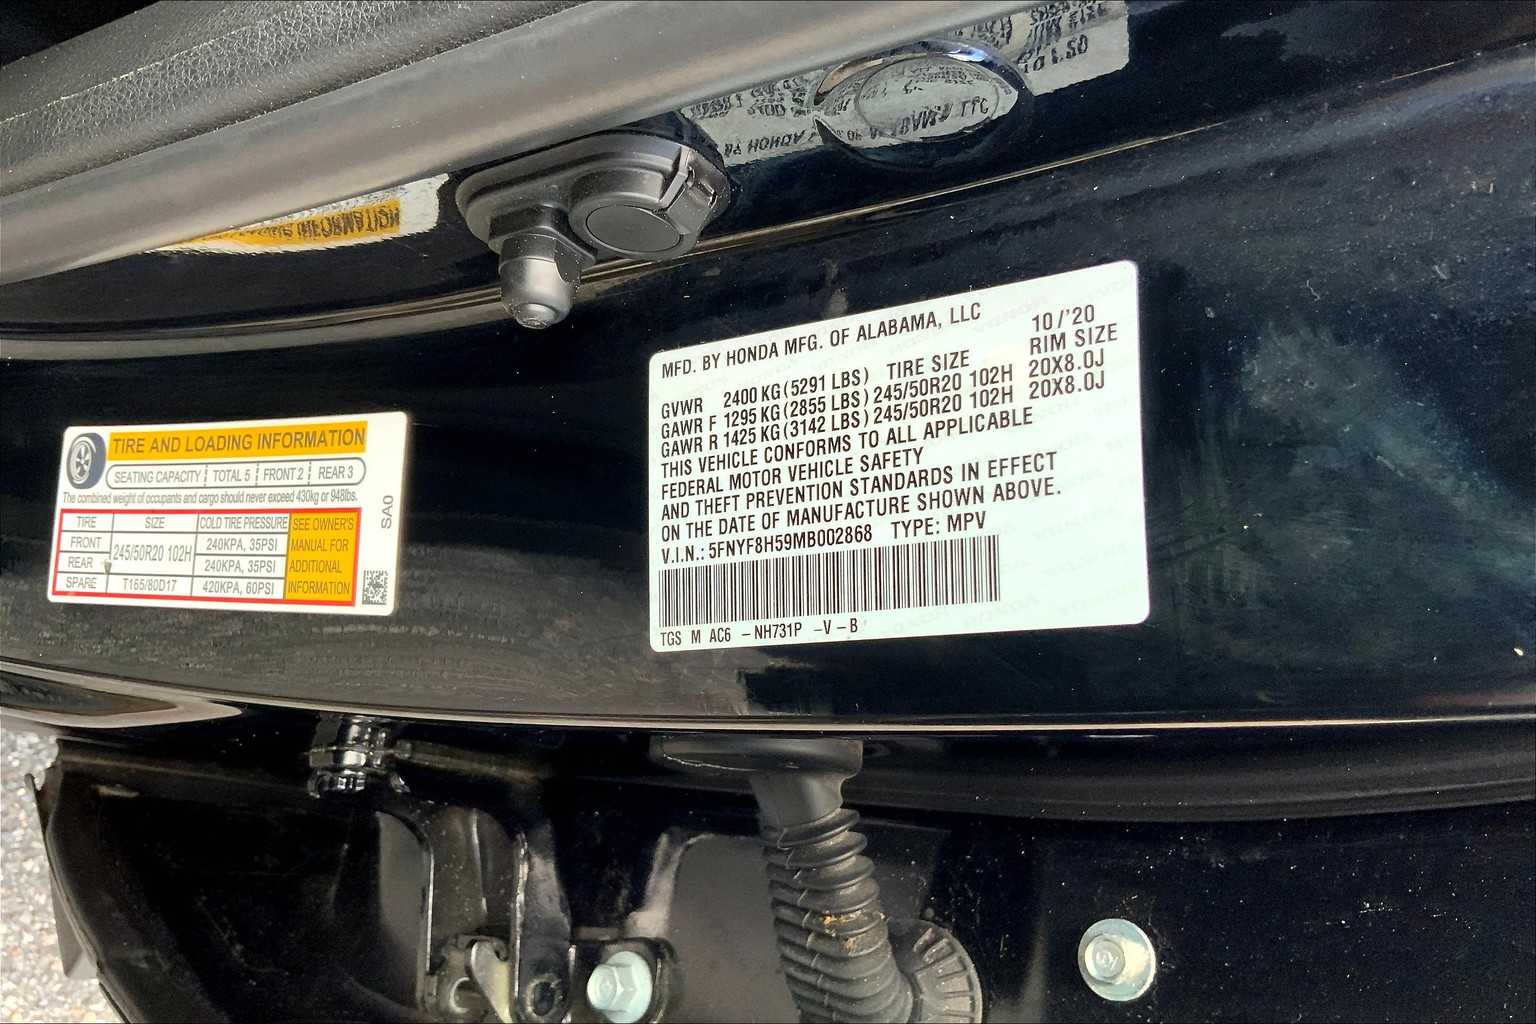 MFD. BY HONDA MFG. OF ALABAMA, LLC 10/'20
TIRE SIZE RIM SIZE
GVWR 2400 KG (5291 LBS)
GAWR F 1295 KG (2855 LBS) 245/50R20 102H 20X8.0J
GAWR R 1425 KG (3142 LBS) 245/50R20 102H 20X8.0J
THIS VEHICLE CONFORMS TO ALL APPLICABLE
FEDERAL MOTOR VEHICLE SAFETY
AND THEFT PREVENTION STANDARDS IN EFFECT
ON THE DATE OF MANUFACTURE SHOWN ABOVE.
V.I.N.: 5FNYF8H59MB002868 TYPE: MPV
TGS M AC6 -NH731P -V -B
TIRE AND LOADING INFORMATION
SEATING CAPACITY TOTAL 5 FRONT 2 REAR 3
The combined weight of occupants and cargo should never exceed 430kg or 948lbs.
TIRE SIZE COLD TIRE PRESSURE SEE OWNER'S
FRONT 245/50R20 102H 240KPA, 35PSI MANUAL FOR
REAR 240KPA, 35PSI ADDITIONAL
SPARE T165/80D17 420KPA, 60PSI INFORMATION
SA0